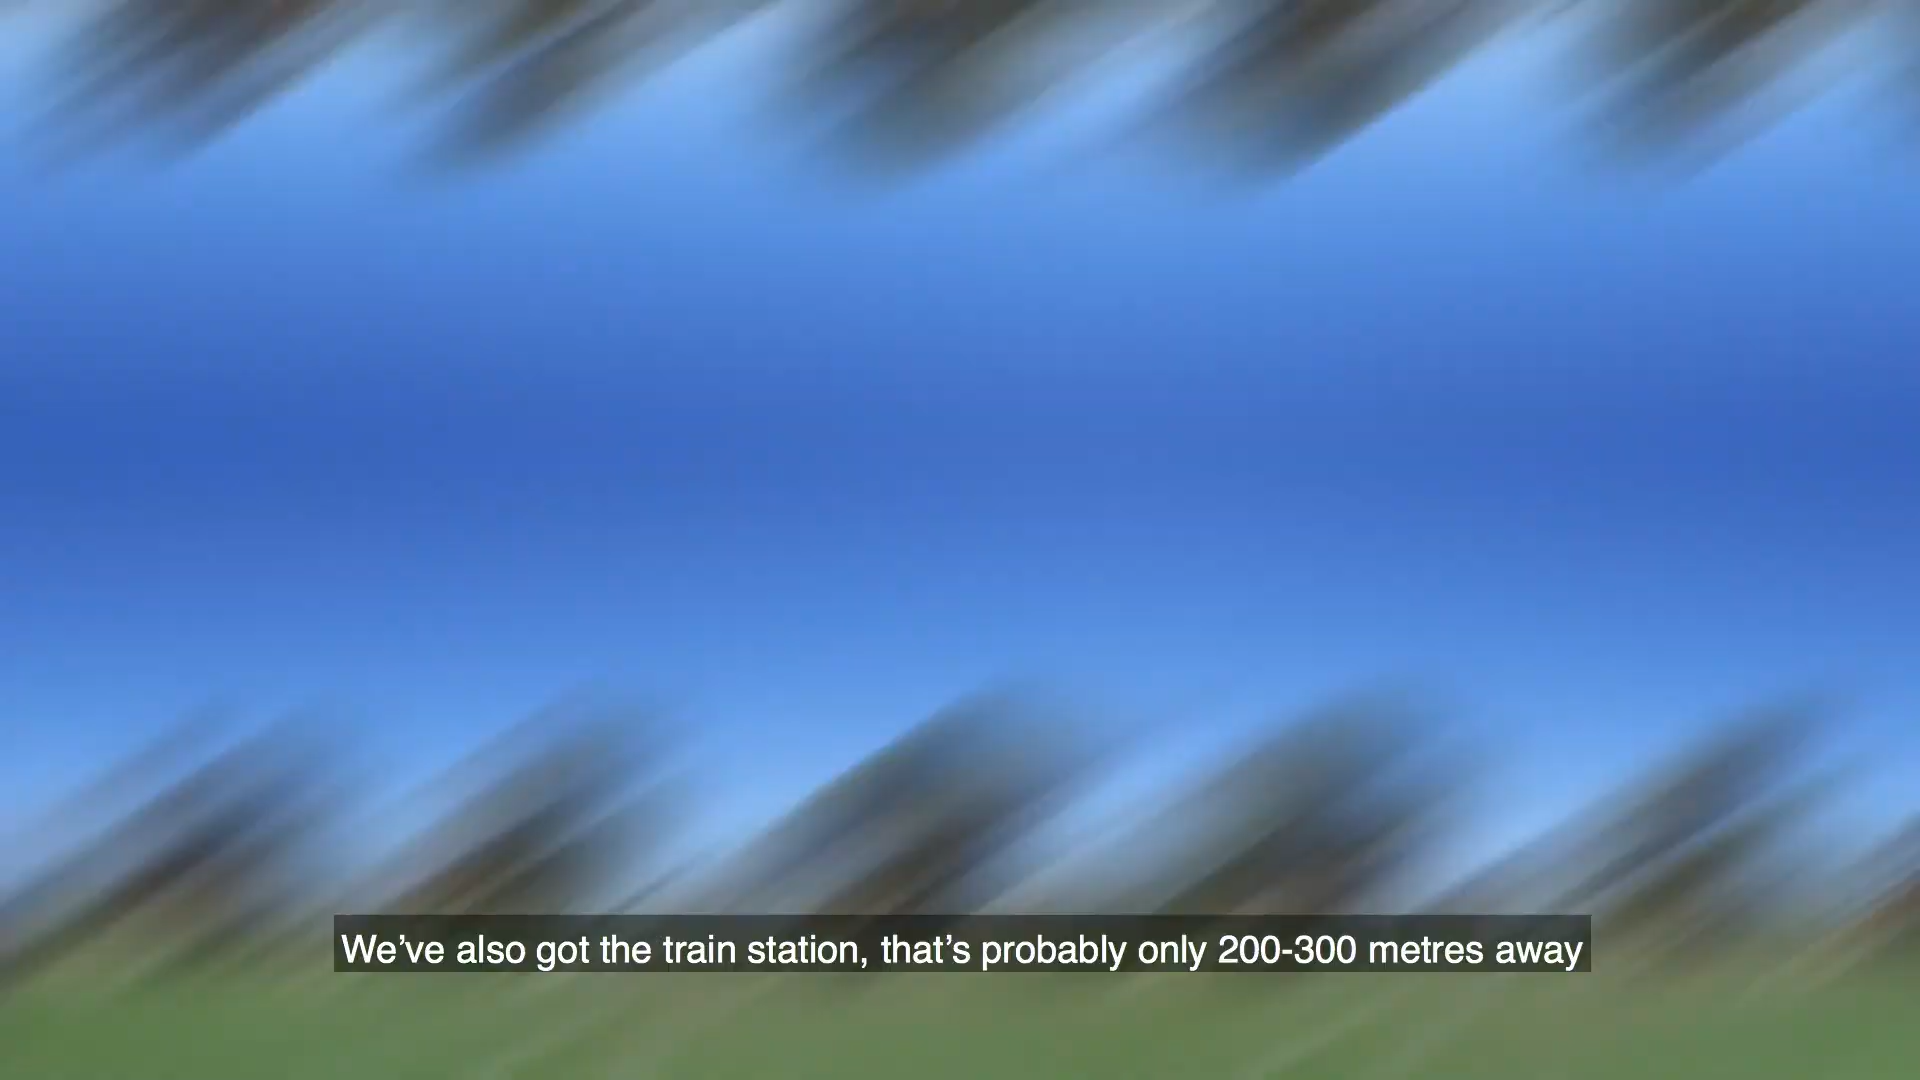 We’ve also got the train station, that’s probably only 200-300 metres away